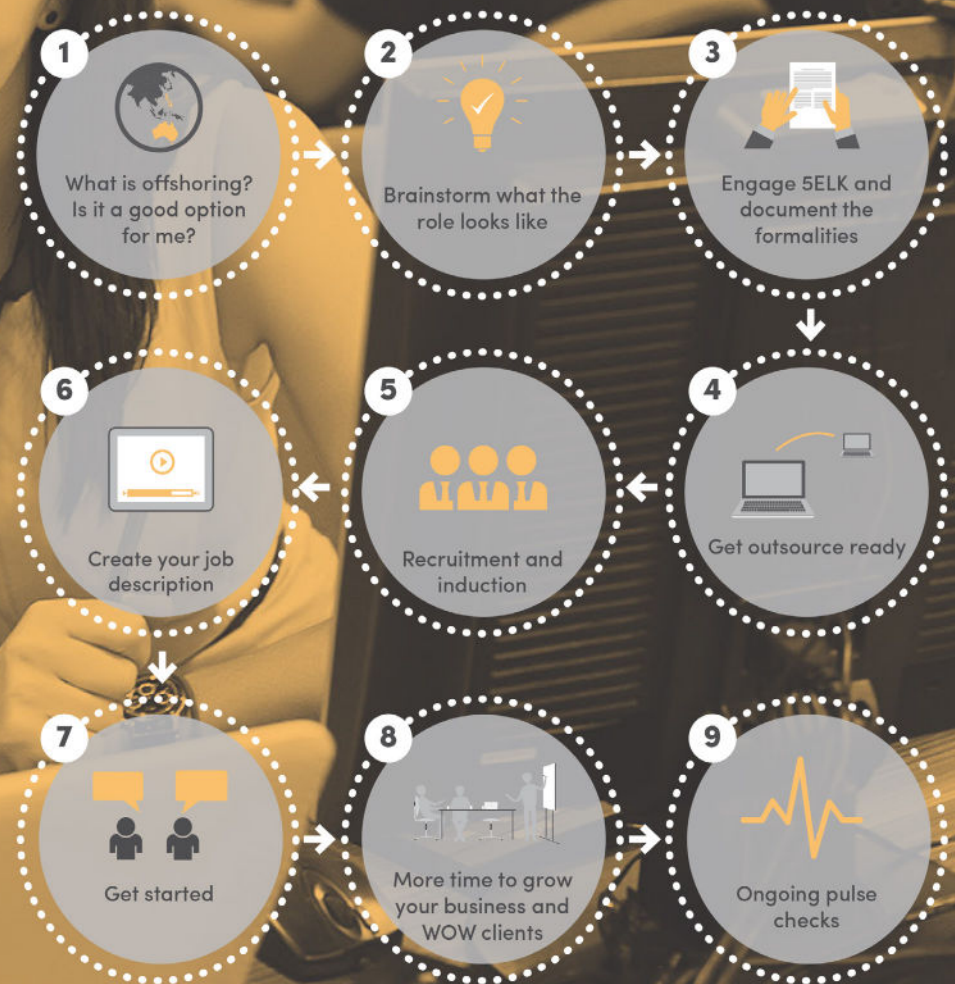 1
What is offshoring?
Is it a good option
for me?
2
Brainstorm what the
role looks like
3
Engage 5ELK and
document the
formalities
4
Get outsource ready
5
Recruitment and
induction
6
Create your job
description
7
Get started
8
More time to grow
your business and
WOW clients
9
Ongoing pulse
checks